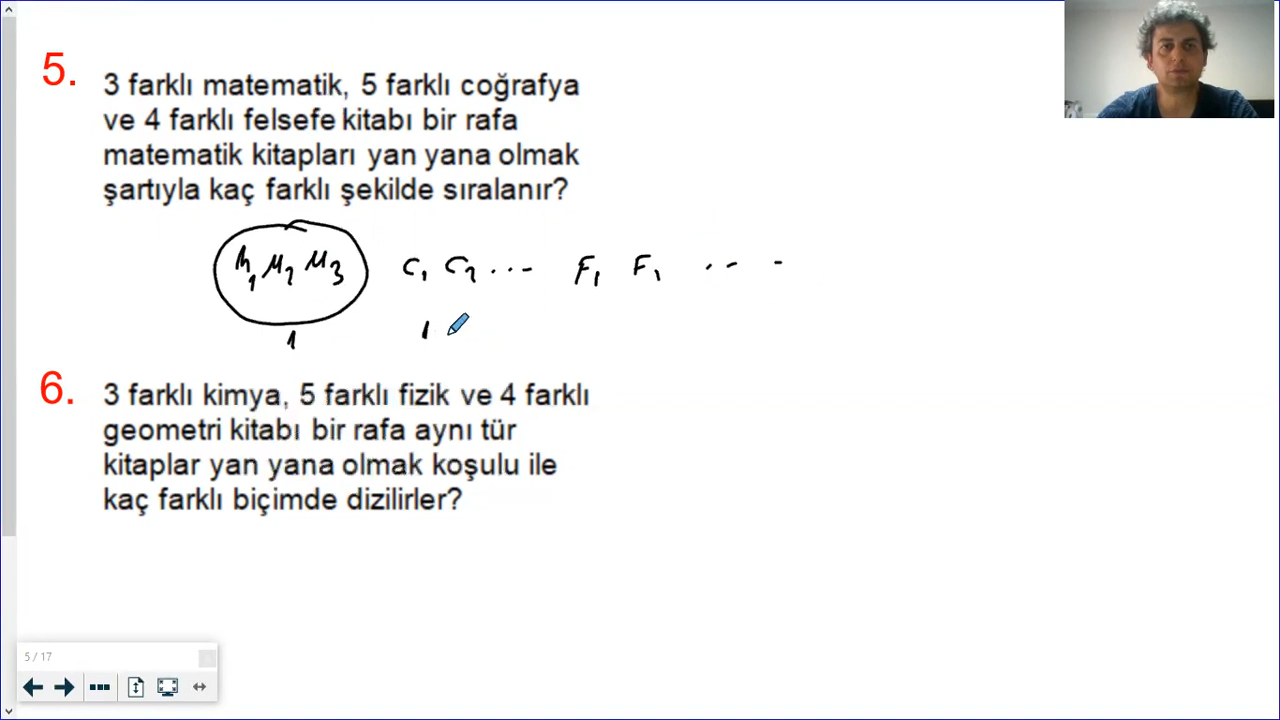 5.
3 farklı matematik, 5 farklı coğrafya
ve 4 farklı felsefe kitabı bir rafa
matematik kitapları yan yana olmak
şartıyla kaç farklı şekilde sıralanır?
M1 M2 M3 C1 C2 ... F1 F1 .. - -
1 1
6.
3 farklı kimya, 5 farklı fizik ve 4 farklı
geometri kitabı bir rafa aynı tür
kitaplar yan yana olmak koşulu ile
kaç farklı biçimde dizilirler?
5 / 17